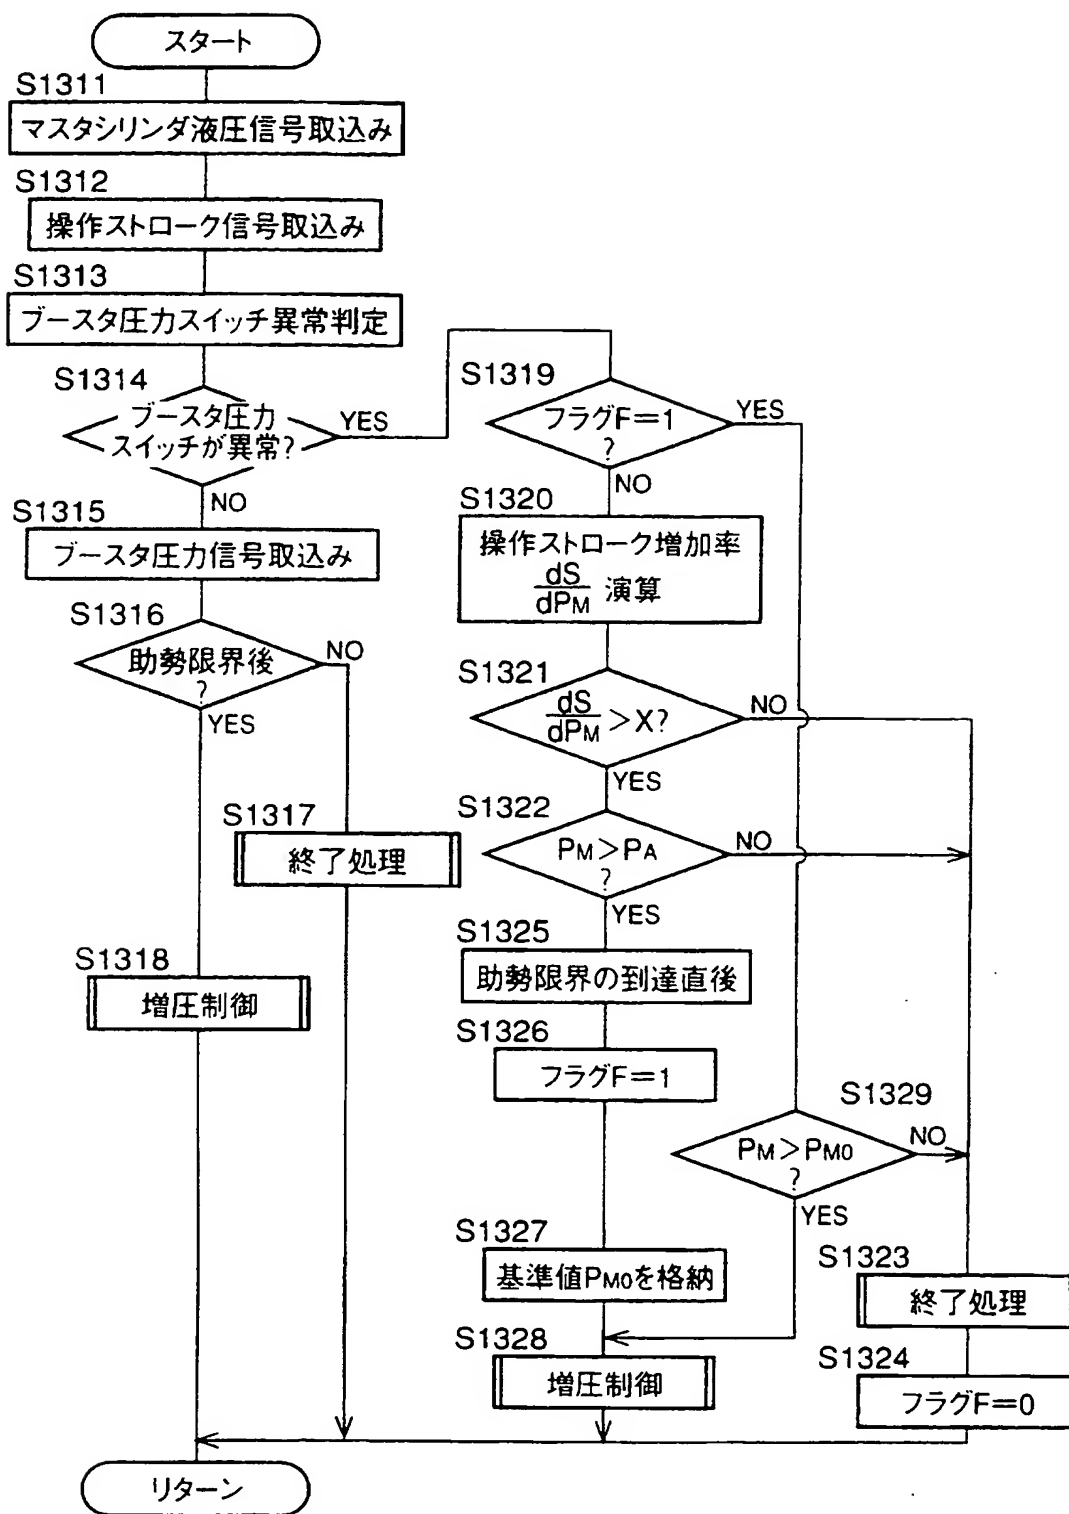 スタート
S1311
マスタシリンダ液圧信号取込み
S1312
操作ストローク信号取込み
S1313
ブースタ圧力スイッチ異常判定
S1314
ブースタ圧力
スイッチが異常?
YES
NO
S1315
ブースタ圧力信号取込み
S1316
助勢限界後
?
NO
YES
S1317
終了処理
S1318
増圧制御
S1319
フラグF=1
?
YES
NO
S1320
操作ストローク増加率
dS
dPM 演算
S1321
dS
dPM >X?
NO
YES
S1322
PM>PA
?
NO
YES
S1325
助勢限界の到達直後
S1326
フラグF=1
S1329
PM>PM0
?
NO
YES
S1327
基準値PM0を格納
S1328
増圧制御
S1323
終了処理
S1324
フラグF=0
リターン